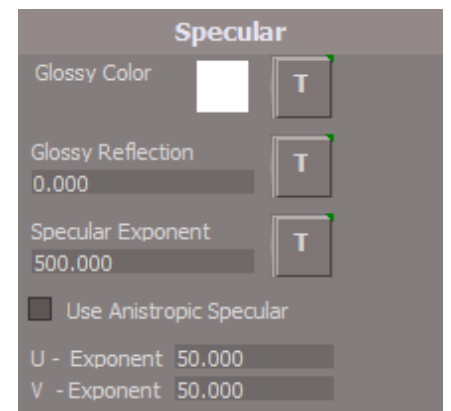 Specular
Glossy Color T
Glossy Reflection T
0.000
Specular Exponent T
500.000
Use Anistropic Specular
U - Exponent 50.000
V - Exponent 50.000